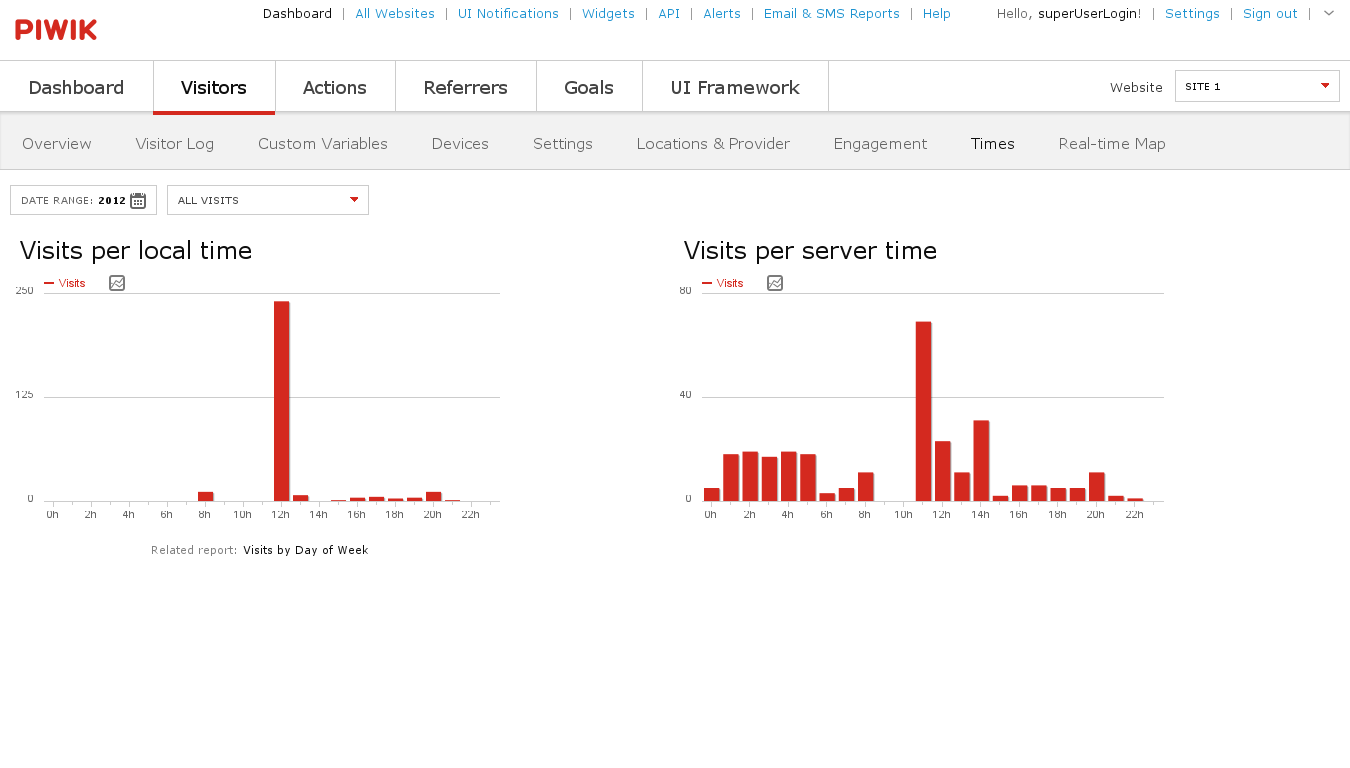 PIWIK
Dashboard | All Websites | UI Notifications | Widgets | API | Alerts | Email & SMS Reports | Help
Hello, superUserLogin! | Settings | Sign out |
Dashboard Visitors Actions Referrers Goals UI Framework
Website SITE 1
Overview Visitor Log Custom Variables Devices Settings Locations & Provider Engagement Times Real-time Map
DATE RANGE: 2012
ALL VISITS
Visits per local time
Visits
250
125
0
0h 2h 4h 6h 8h 10h 12h 14h 16h 18h 20h 22h
Related report: Visits by Day of Week
Visits per server time
Visits
80
40
0
0h 2h 4h 6h 8h 10h 12h 14h 16h 18h 20h 22h